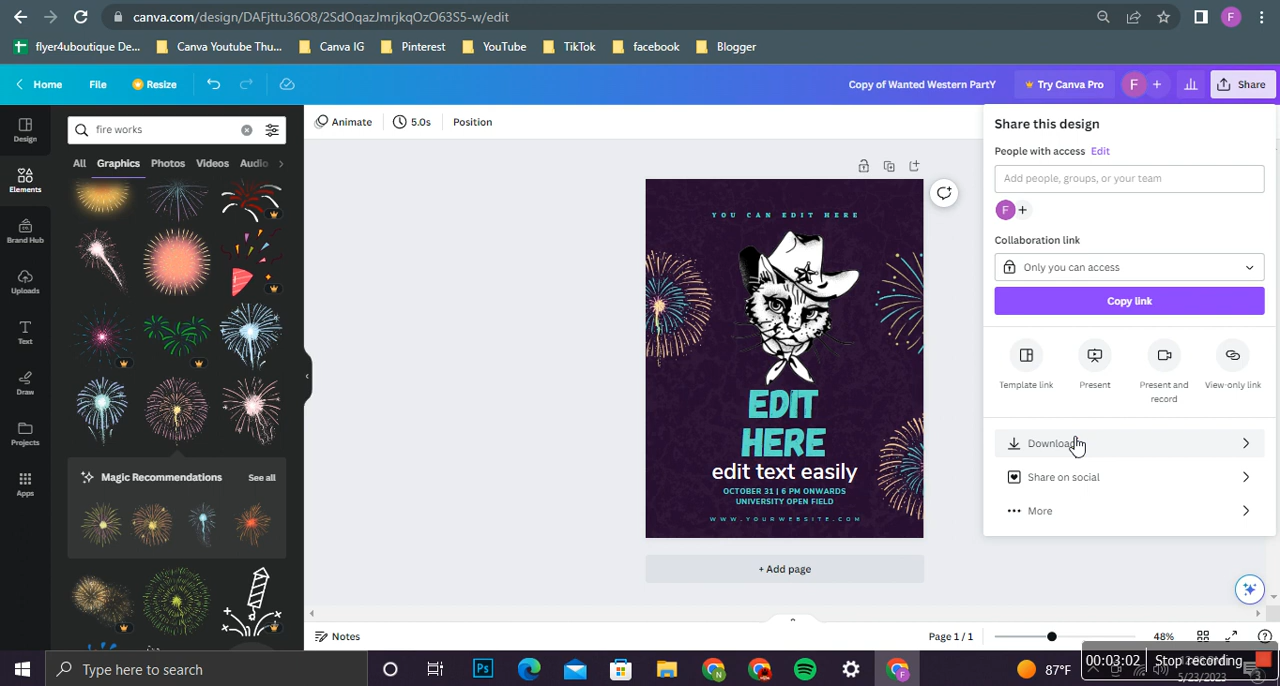 canva.com/design/DAFjttu36O8/2SdOqazJmrjkqOzO63S5-w/edit
F
flyer4uboutique De...
Canva Youtube Thu...
Canva IG
Pinterest
YouTube
TikTok
facebook
Blogger
Home
File
Resize
Copy of Wanted Western PartY
Try Canva Pro
F
+
Share
Design
Elements
Brand Hub
Uploads
Text
Draw
Projects
Apps
fire works
All
Graphics
Photos
Videos
Audio
Magic Recommendations
See all
Animate
5.0s
Position
YOU CAN EDIT HERE
EDIT
HERE
edit text easily
OCTOBER 31 | 6 PM ONWARDS
UNIVERSITY OPEN FIELD
WWW.YOURWEBSITE.COM
+ Add page
Share this design
People with access Edit
Add people, groups, or your team
F +
Collaboration link
Only you can access
Copy link
Template link
Present
Present and
record
View-only link
Download
Share on social
More
Notes
Page 1 / 1
48%
Type here to search
Ps
N
F
87°F
00:03:02
Stop recording
5/23/2023
3